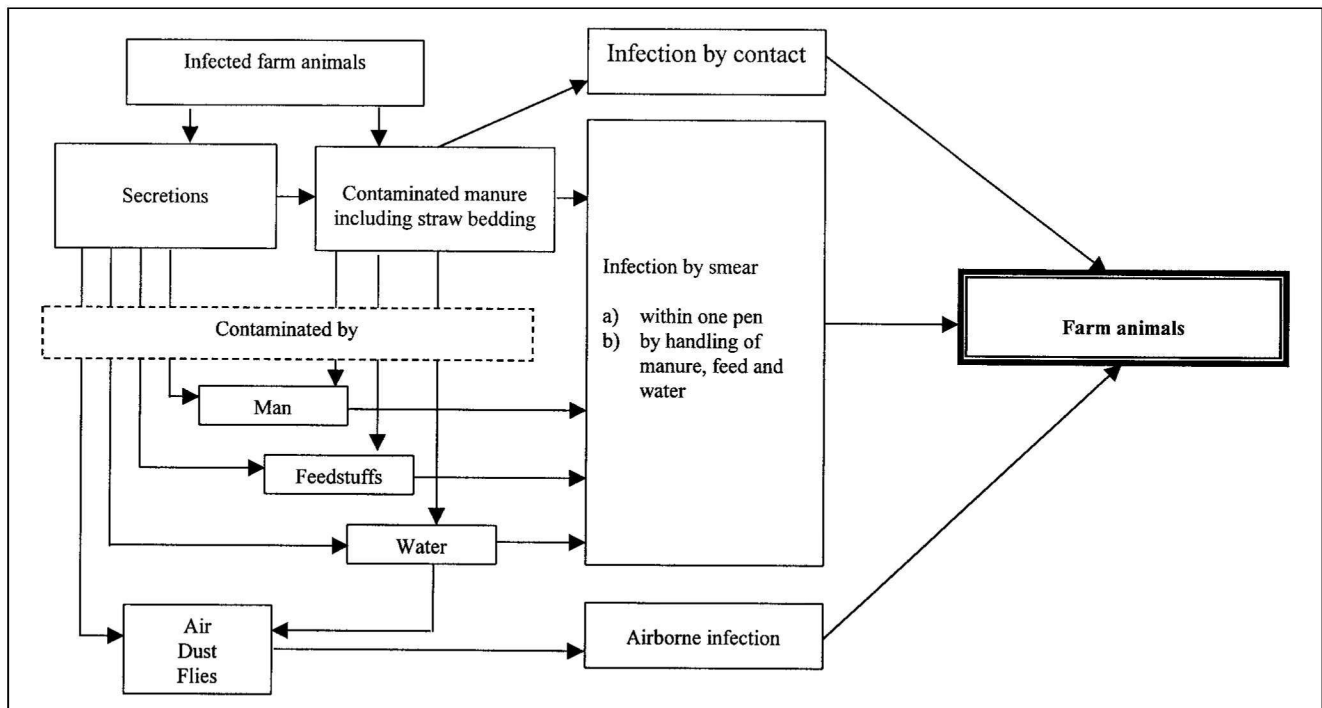 Infected farm animals
Infection by contact
Secretions
Contaminated manure
including straw bedding
Infection by smear
a) within one pen
b) by handling of
manure, feed and
water
Farm animals
Contaminated by
Man
Feedstuffs
Water
Air
Dust
Flies
Airborne infection